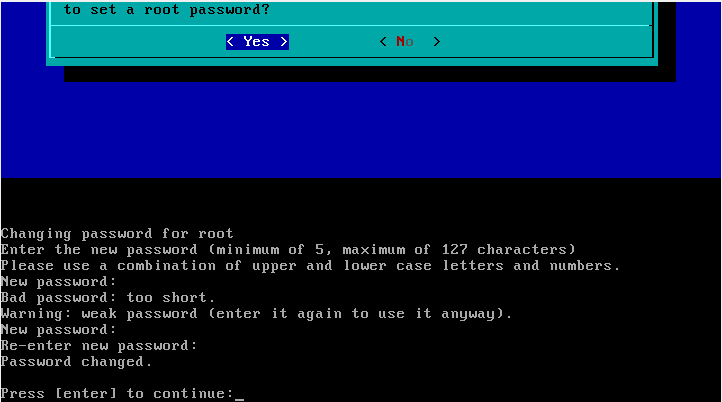 to set a root password?
< Yes > < No >
Changing password for root
Enter the new password (minimum of 5, maximum of 127 characters)
Please use a combination of upper and lower case letters and numbers.
New password:
Bad password: too short.
Warning: weak password (enter it again to use it anyway).
New password:
Re-enter new password:
Password changed.
Press [enter] to continue:_